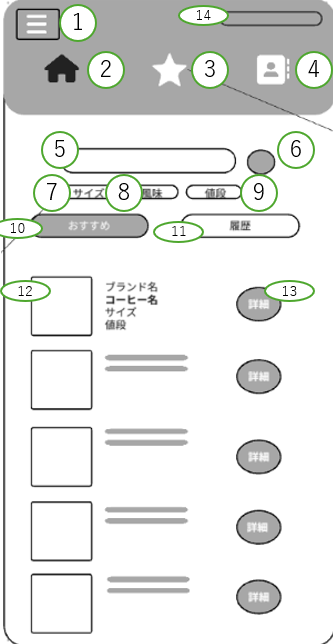 1
14
2
3
4
5
6
7 サイズ 8 風味 値段 9
10 おすすめ 11 履歴
12 ブランド名 詳細 13
コーヒー名
サイズ
値段
詳細
詳細
詳細
詳細